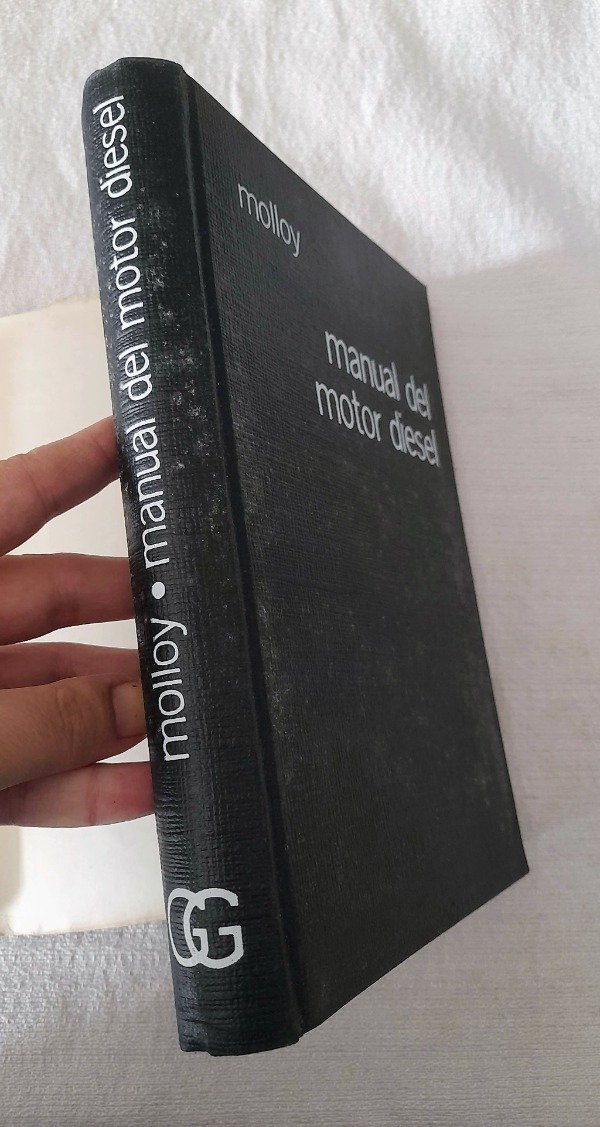 molloy • manual del motor diesel
GG
molloy
manual del
motor diesel